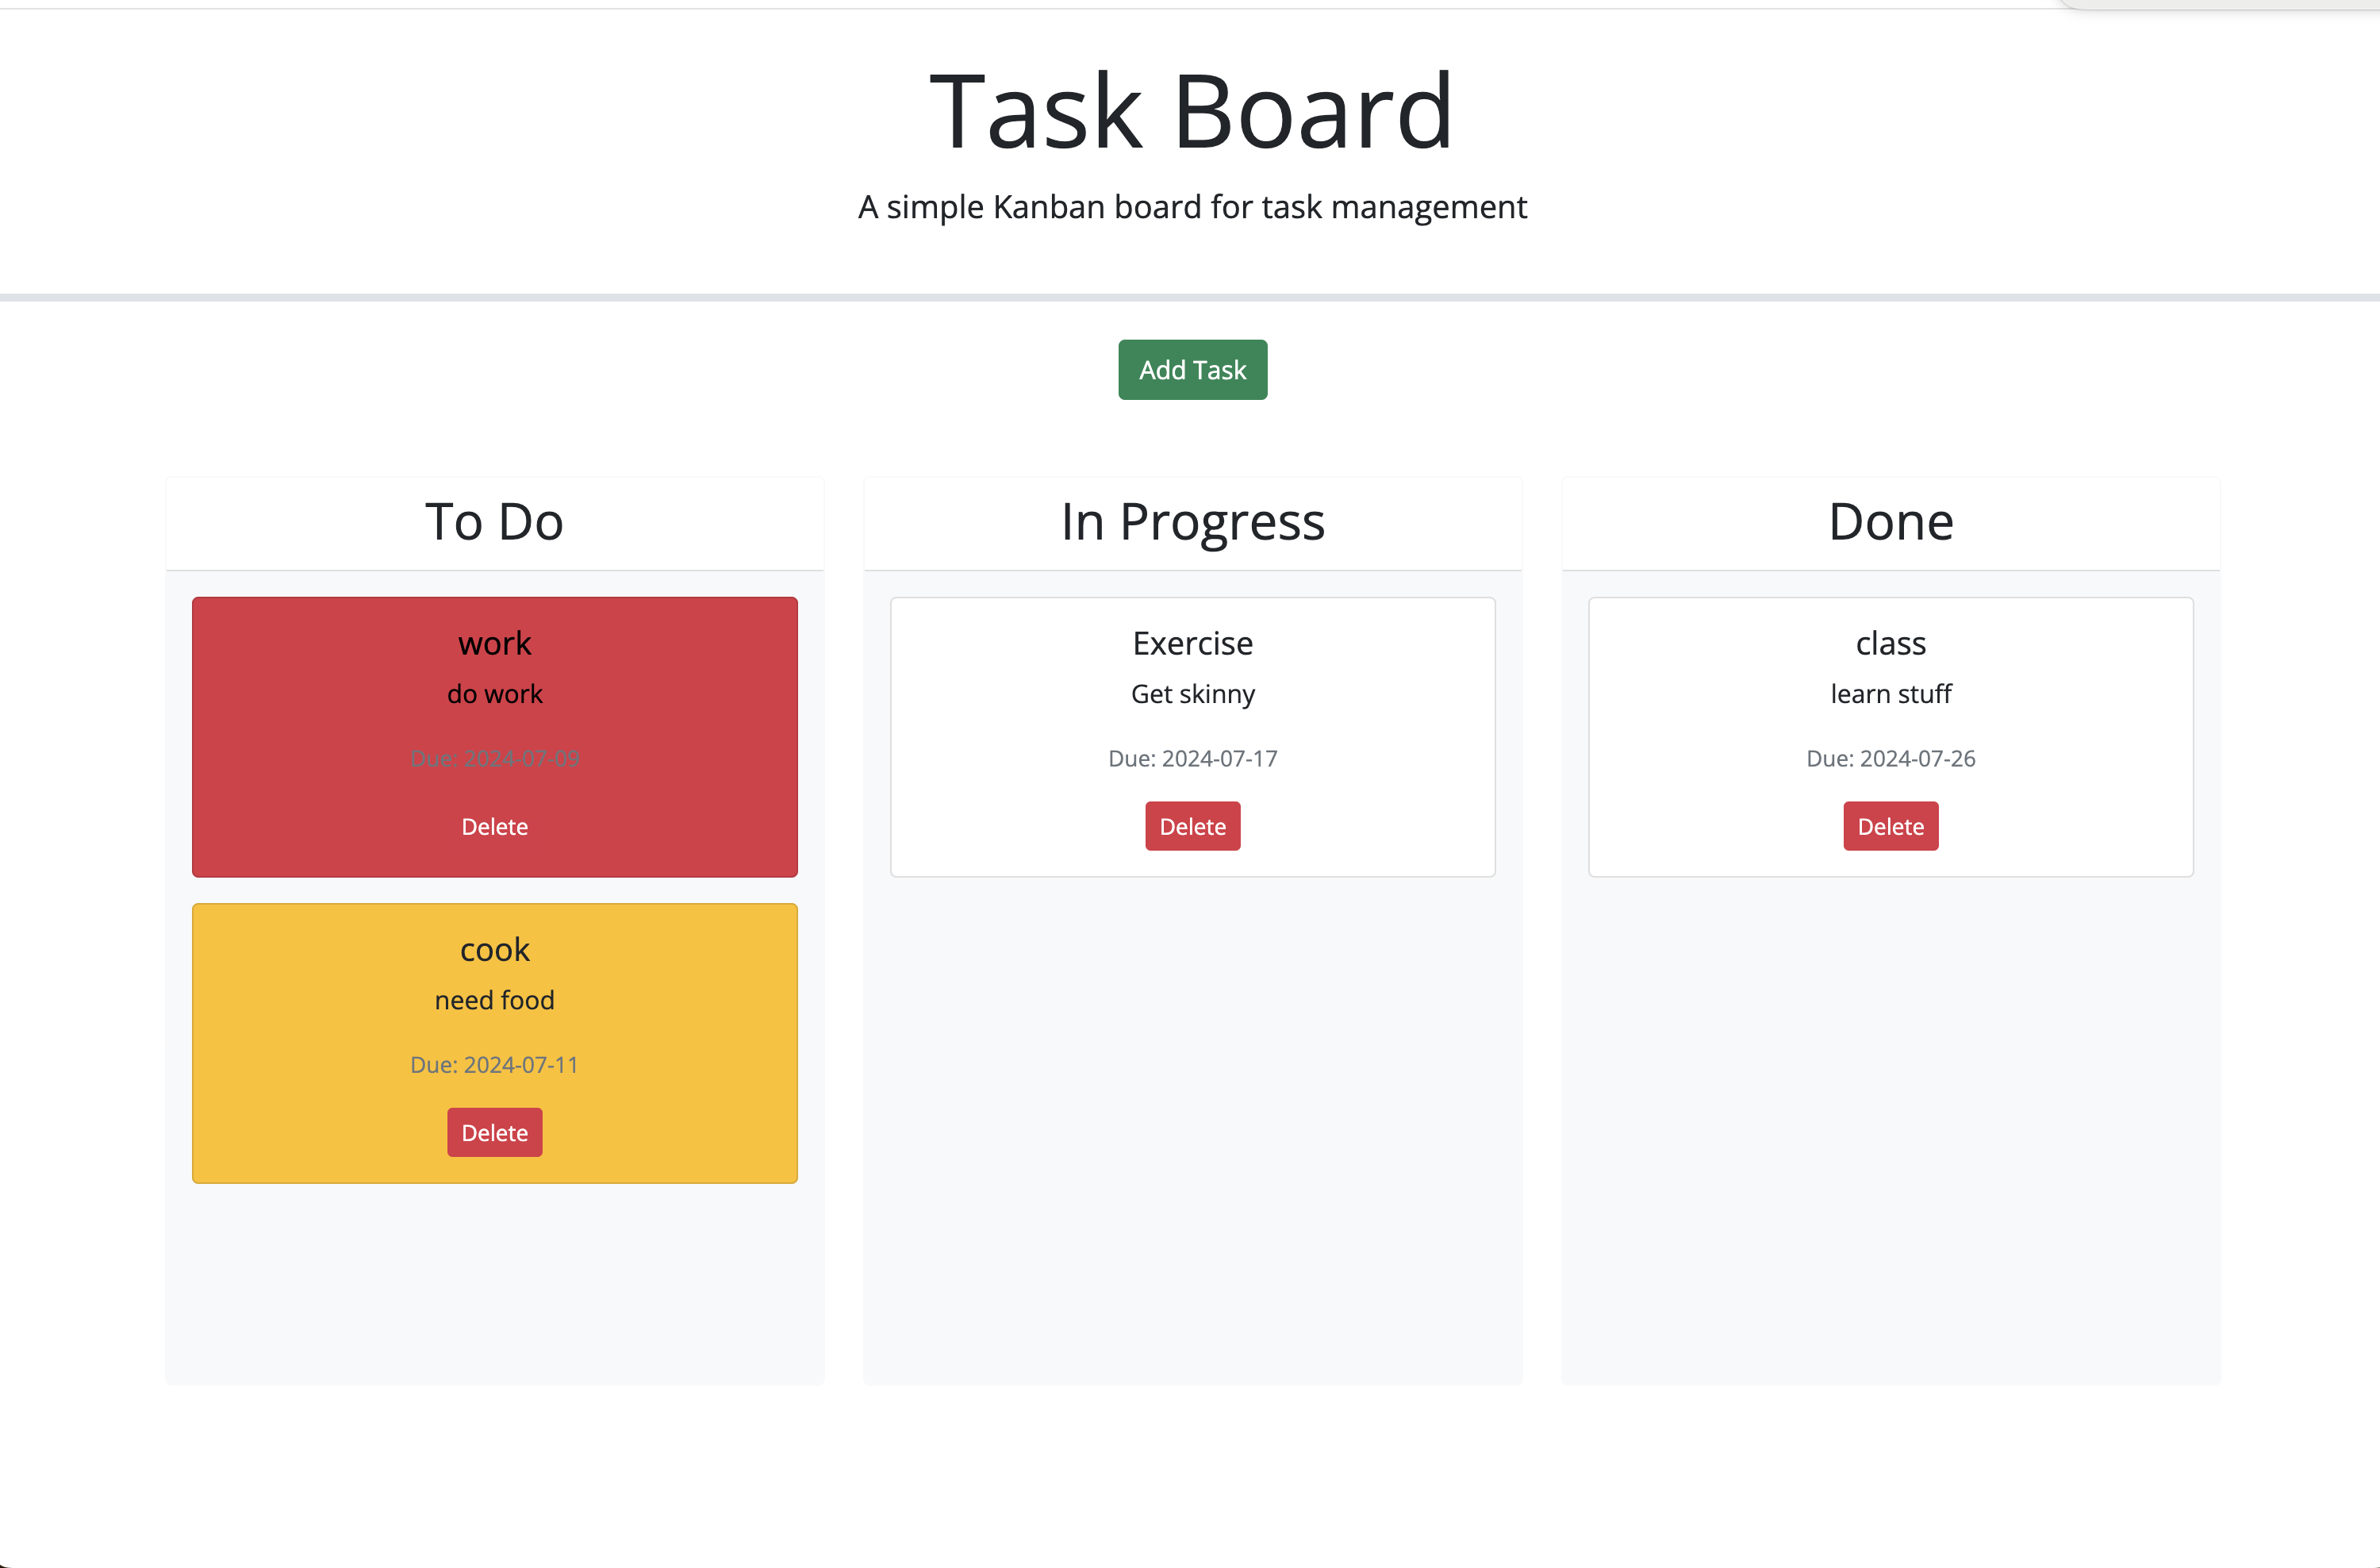 Task Board
A simple Kanban board for task management
Add Task
To Do
work
do work
Due: 2024-07-09
Delete
cook
need food
Due: 2024-07-11
Delete
In Progress
Exercise
Get skinny
Due: 2024-07-17
Delete
Done
class
learn stuff
Due: 2024-07-26
Delete